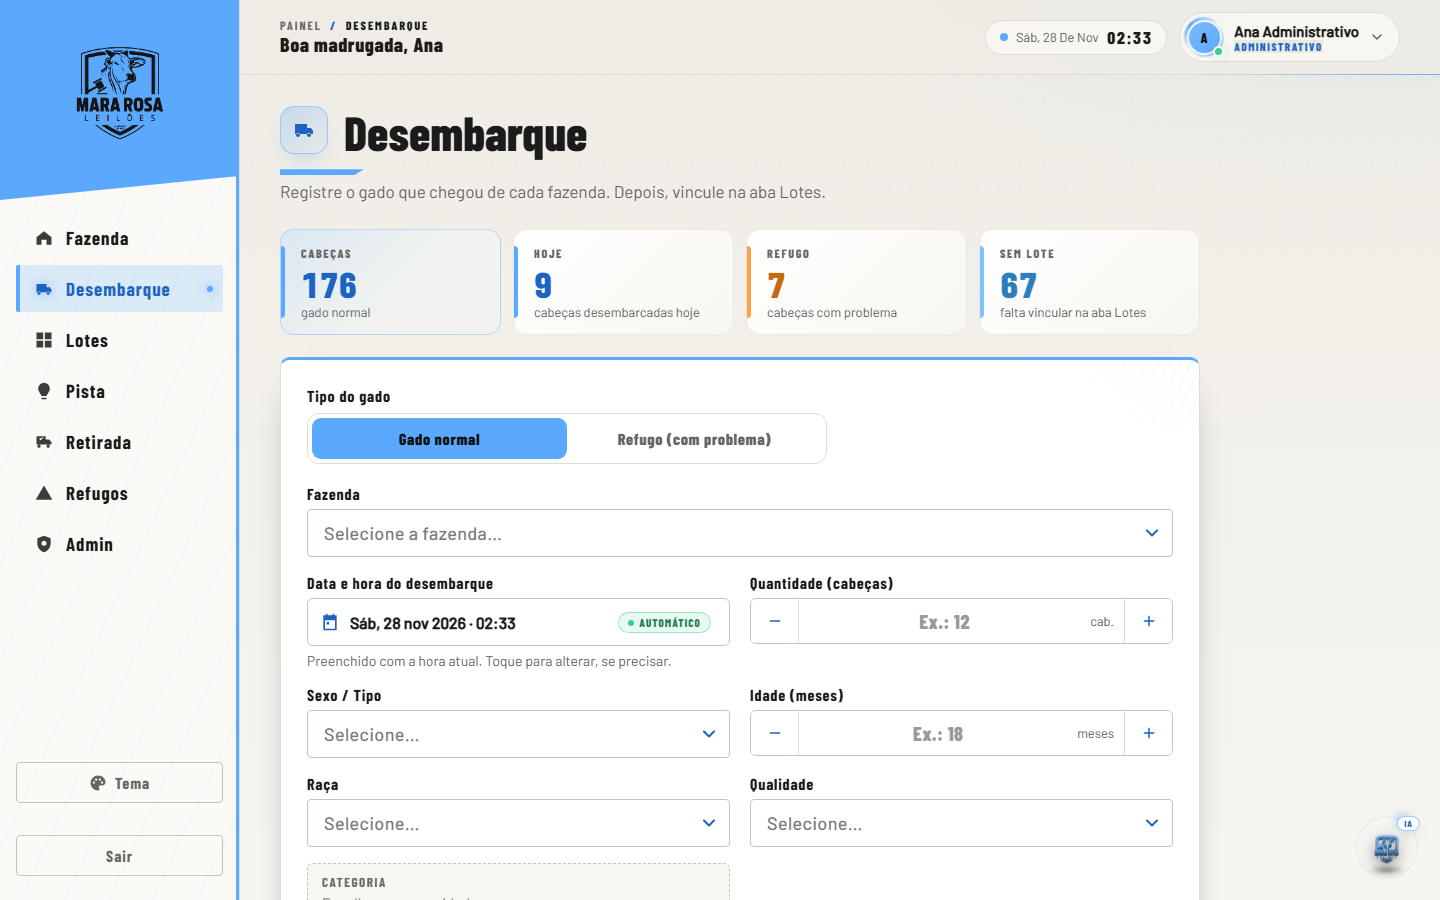 MARA ROSA
LEILÕES
Fazenda
Desembarque
Lotes
Pista
Retirada
Refugos
Admin
Tema
Sair
PAINEL / DESEMBARQUE
Boa madrugada, Ana
Sáb, 28 De Nov 02:33
A
Ana Administrativo
ADMINISTRATIVO
Desembarque
Registre o gado que chegou de cada fazenda. Depois, vincule na aba Lotes.
CABEÇAS
176
gado normal
HOJE
9
cabeças desembarcadas hoje
REFUGO
7
cabeças com problema
SEM LOTE
67
falta vincular na aba Lotes
Tipo do gado
Gado normal
Refugo (com problema)
Fazenda
Selecione a fazenda...
Data e hora do desembarque
Sáb, 28 nov 2026 · 02:33
AUTOMÁTICO
Preenchido com a hora atual. Toque para alterar, se precisar.
Quantidade (cabeças)
− Ex.: 12 cab. +
Sexo / Tipo
Selecione...
Idade (meses)
− Ex.: 18 meses +
Raça
Selecione...
Qualidade
Selecione...
CATEGORIA
IA